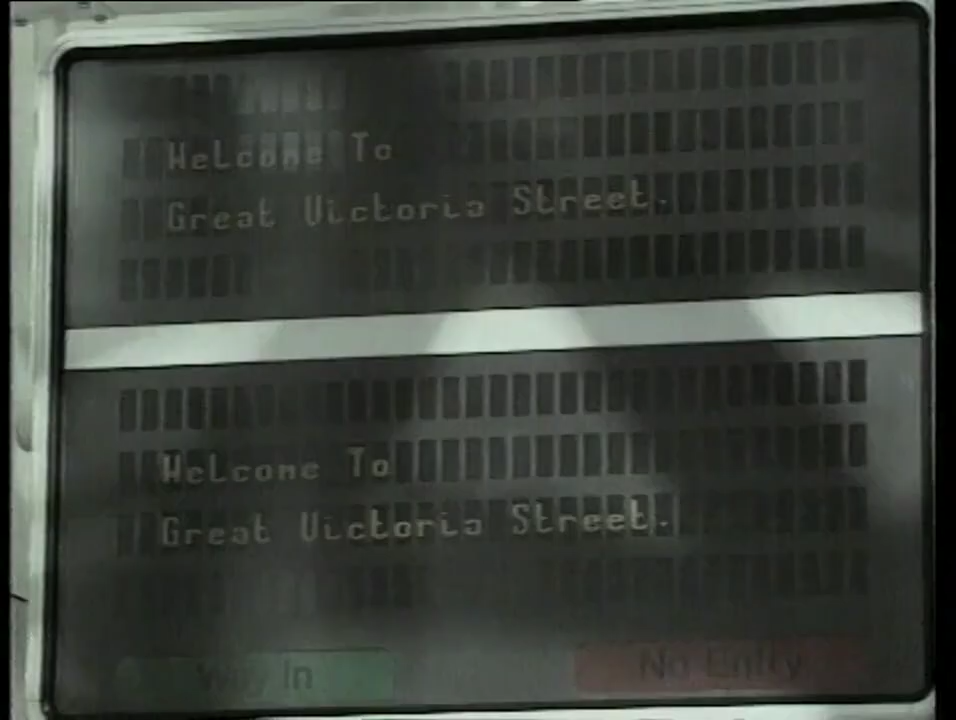 Welcome To
Great Victoria Street.
Welcome To
Great Victoria Street.
Way In
No Entry